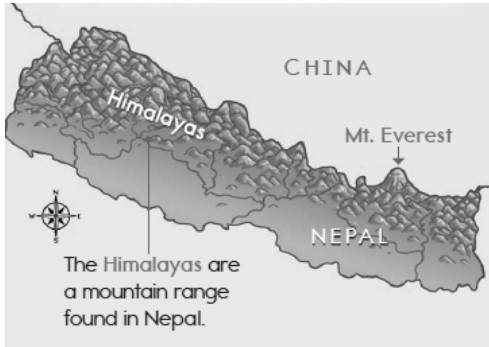 CHINA
Himalayas
Mt. Everest
N
W E
S
NEPAL
The Himalayas are
a mountain range
found in Nepal.